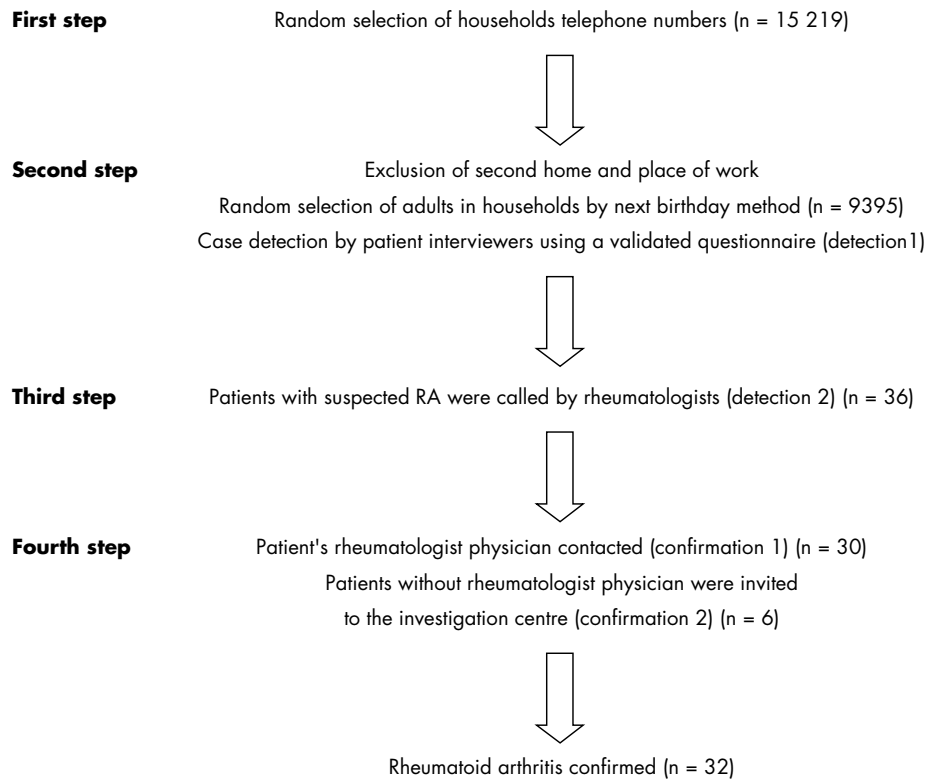 First step Random selection of households telephone numbers (n = 15 219)
Second step Exclusion of second home and place of work
Random selection of adults in households by next birthday method (n = 9395)
Case detection by patient interviewers using a validated questionnaire (detection1)
Third step Patients with suspected RA were called by rheumatologists (detection 2) (n = 36)
Fourth step Patient's rheumatologist physician contacted (confirmation 1) (n = 30)
Patients without rheumatologist physician were invited
to the investigation centre (confirmation 2) (n = 6)
Rheumatoid arthritis confirmed (n = 32)